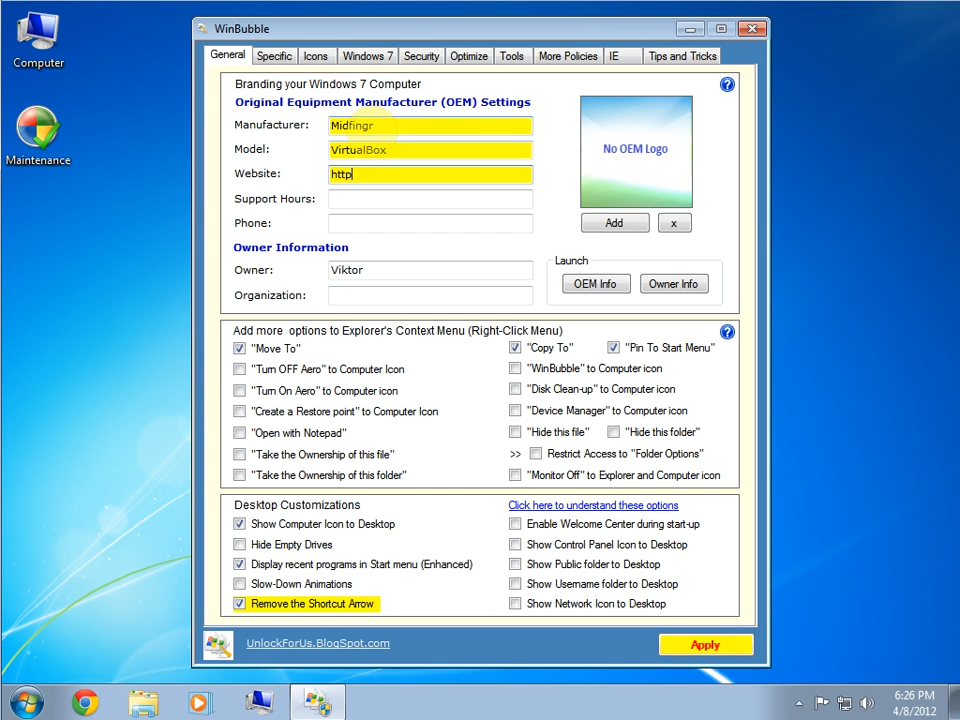 Computer
Maintenance
WinBubble
General Specific Icons Windows 7 Security Optimize Tools More Policies IE Tips and Tricks
Branding your Windows 7 Computer
Original Equipment Manufacturer (OEM) Settings
Manufacturer: Midfingr
Model: VirtualBox
Website: http
Support Hours:
Phone:
No OEM Logo
Add x
Owner Information
Owner: Viktor
Organization:
Launch
OEM Info Owner Info
Add more options to Explorer's Context Menu (Right-Click Menu)
"Move To" "Copy To" "Pin To Start Menu"
"Turn OFF Aero" to Computer Icon "WinBubble" to Computer icon
"Turn On Aero" to Computer icon "Disk Clean-up" to Computer icon
"Create a Restore point" to Computer Icon "Device Manager" to Computer icon
"Open with Notepad" "Hide this file" "Hide this folder"
"Take the Ownership of this file" >> Restrict Access to "Folder Options"
"Take the Ownership of this folder" "Monitor Off" to Explorer and Computer icon
Desktop Customizations Click here to understand these options
Show Computer Icon to Desktop Enable Welcome Center during start-up
Hide Empty Drives Show Control Panel Icon to Desktop
Display recent programs in Start menu (Enhanced) Show Public folder to Desktop
Slow-Down Animations Show Username folder to Desktop
Remove the Shortcut Arrow Show Network Icon to Desktop
UnlockForUs.BlogSpot.com Apply
6:26 PM
4/8/2012